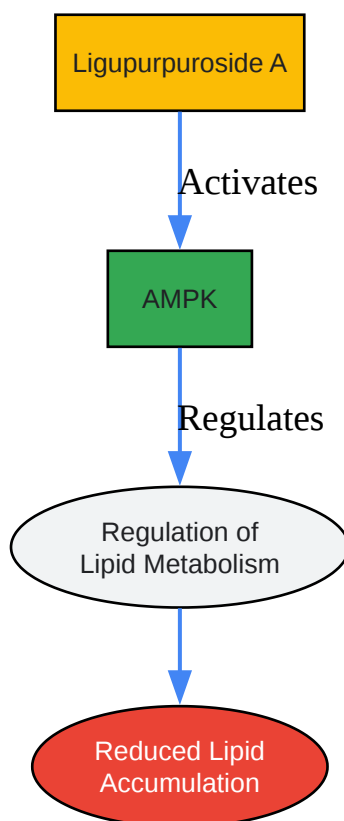 Ligupurpuroside A
Activates
AMPK
Regulates
Regulation of
Lipid Metabolism
Reduced Lipid
Accumulation